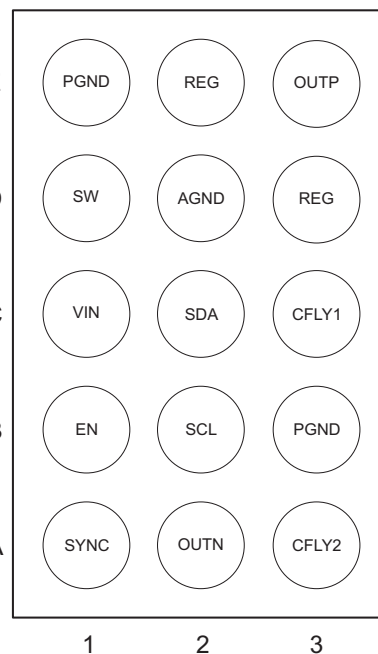 PGND REG OUTP
SW AGND REG
VIN SDA CFLY1
EN SCL PGND
SYNC OUTN CFLY2
1 2 3